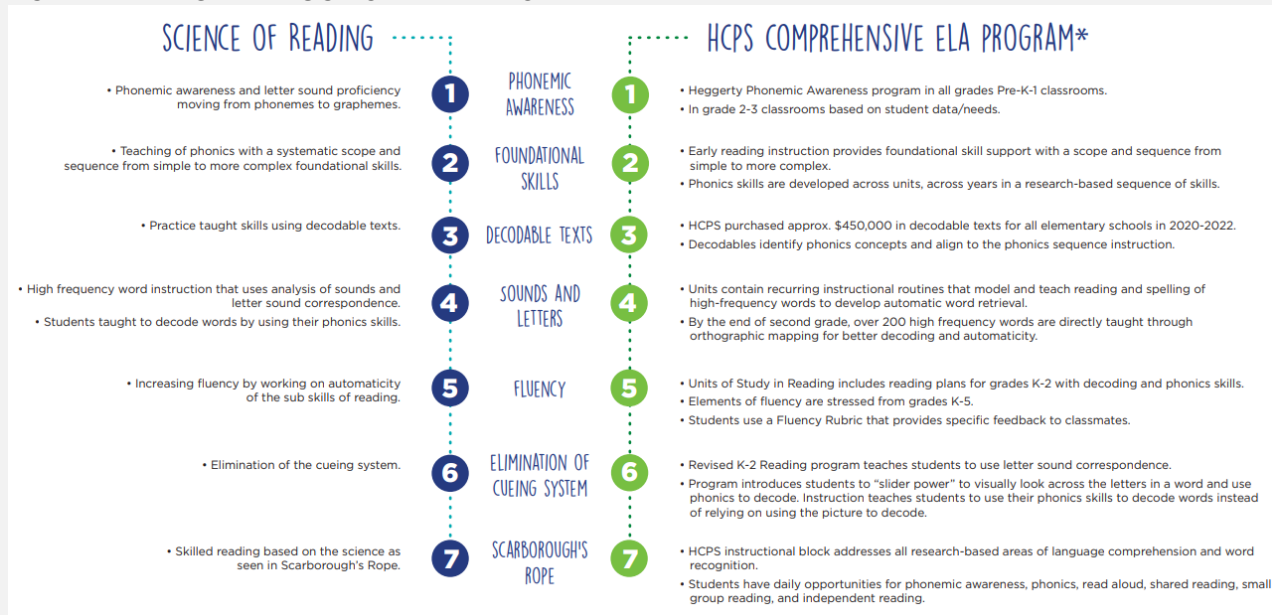 SCIENCE OF READING
HCPS COMPREHENSIVE ELA PROGRAM*
• Phonemic awareness and letter sound proficiency
moving from phonemes to graphemes.
1
PHONEMIC
AWARENESS
1
• Heggerty Phonemic Awareness program in all grades Pre-K-1 classrooms.
• In grade 2-3 classrooms based on student data/needs.
• Teaching of phonics with a systematic scope and
sequence from simple to more complex foundational skills.
2
FOUNDATIONAL
SKILLS
2
• Early reading instruction provides foundational skill support with a scope and sequence from
simple to more complex.
• Phonics skills are developed across units, across years in a research-based sequence of skills.
• Practice taught skills using decodable texts.
3
DECODABLE TEXTS
3
• HCPS purchased approx. $450,000 in decodable texts for all elementary schools in 2020-2022.
• Decodables identify phonics concepts and align to the phonics sequence instruction.
• High frequency word instruction that uses analysis of sounds and
letter sound correspondence.
• Students taught to decode words by using their phonics skills.
4
SOUNDS AND
LETTERS
4
• Units contain recurring instructional routines that model and teach reading and spelling of
high-frequency words to develop automatic word retrieval.
• By the end of second grade, over 200 high frequency words are directly taught through
orthographic mapping for better decoding and automaticity.
• Increasing fluency by working on automaticity
of the sub skills of reading.
5
FLUENCY
5
• Units of Study in Reading includes reading plans for grades K-2 with decoding and phonics skills.
• Elements of fluency are stressed from grades K-5.
• Students use a Fluency Rubric that provides specific feedback to classmates.
• Elimination of the cueing system.
6
ELIMINATION OF
CUEING SYSTEM
6
• Revised K-2 Reading program teaches students to use letter sound correspondence.
• Program introduces students to “slider power” to visually look across the letters in a word and use
phonics to decode. Instruction teaches students to use their phonics skills to decode words instead
of relying on using the picture to decode.
• Skilled reading based on the science as
seen in Scarborough's Rope.
7
SCARBOROUGH'S
ROPE
7
• HCPS instructional block addresses all research-based areas of language comprehension and word
recognition.
• Students have daily opportunities for phonemic awareness, phonics, read aloud, shared reading, small
group reading, and independent reading.